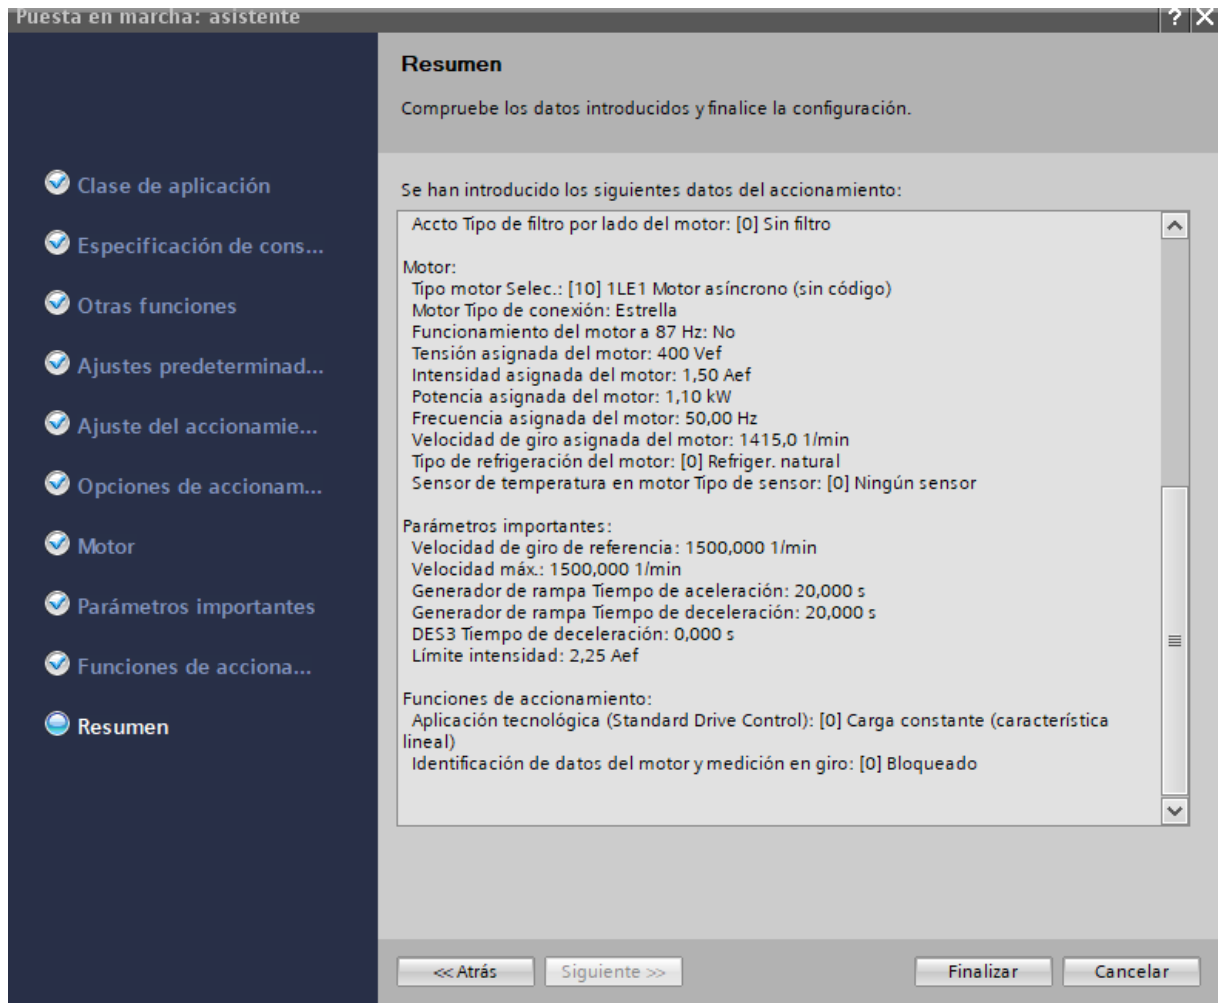 Puesta en marcha: asistente
? X
Resumen
Compruebe los datos introducidos y finalice la configuración.
Clase de aplicación
Especificación de cons...
Otras funciones
Ajustes predeterminad...
Ajuste del accionamie...
Opciones de accionam...
Motor
Parámetros importantes
Funciones de acciona...
Resumen
Se han introducido los siguientes datos del accionamiento:
Accto Tipo de filtro por lado del motor: [0] Sin filtro
Motor:
Tipo motor Selec.: [10] 1LE1 Motor asíncrono (sin código)
Motor Tipo de conexión: Estrella
Funcionamiento del motor a 87 Hz: No
Tensión asignada del motor: 400 Vef
Intensidad asignada del motor: 1,50 Aef
Potencia asignada del motor: 1,10 kW
Frecuencia asignada del motor: 50,00 Hz
Velocidad de giro asignada del motor: 1415,0 1/min
Tipo de refrigeración del motor: [0] Refriger. natural
Sensor de temperatura en motor Tipo de sensor: [0] Ningún sensor
Parámetros importantes:
Velocidad de giro de referencia: 1500,000 1/min
Velocidad máx.: 1500,000 1/min
Generador de rampa Tiempo de aceleración: 20,000 s
Generador de rampa Tiempo de deceleración: 20,000 s
DES3 Tiempo de deceleración: 0,000 s
Límite intensidad: 2,25 Aef
Funciones de accionamiento:
Aplicación tecnológica (Standard Drive Control): [0] Carga constante (característica
lineal)
Identificación de datos del motor y medición en giro: [0] Bloqueado
<< Atrás
Siguiente >>
Finalizar
Cancelar